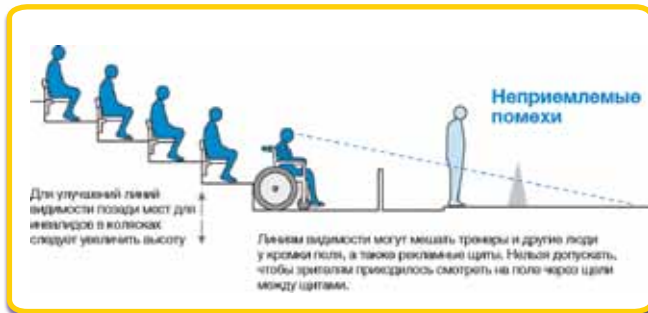 Неприемлемые
помехи
Для улучшений линий
видимости позади мест для
инвалидов в колясках
следует увеличить высоту
Линиям видимости могут мешать тренеры и другие люди
у кромки поля, а также рекламные щиты. Нельзя допускать,
чтобы зрителям приходилось смотреть на поле через щели
между щитами.